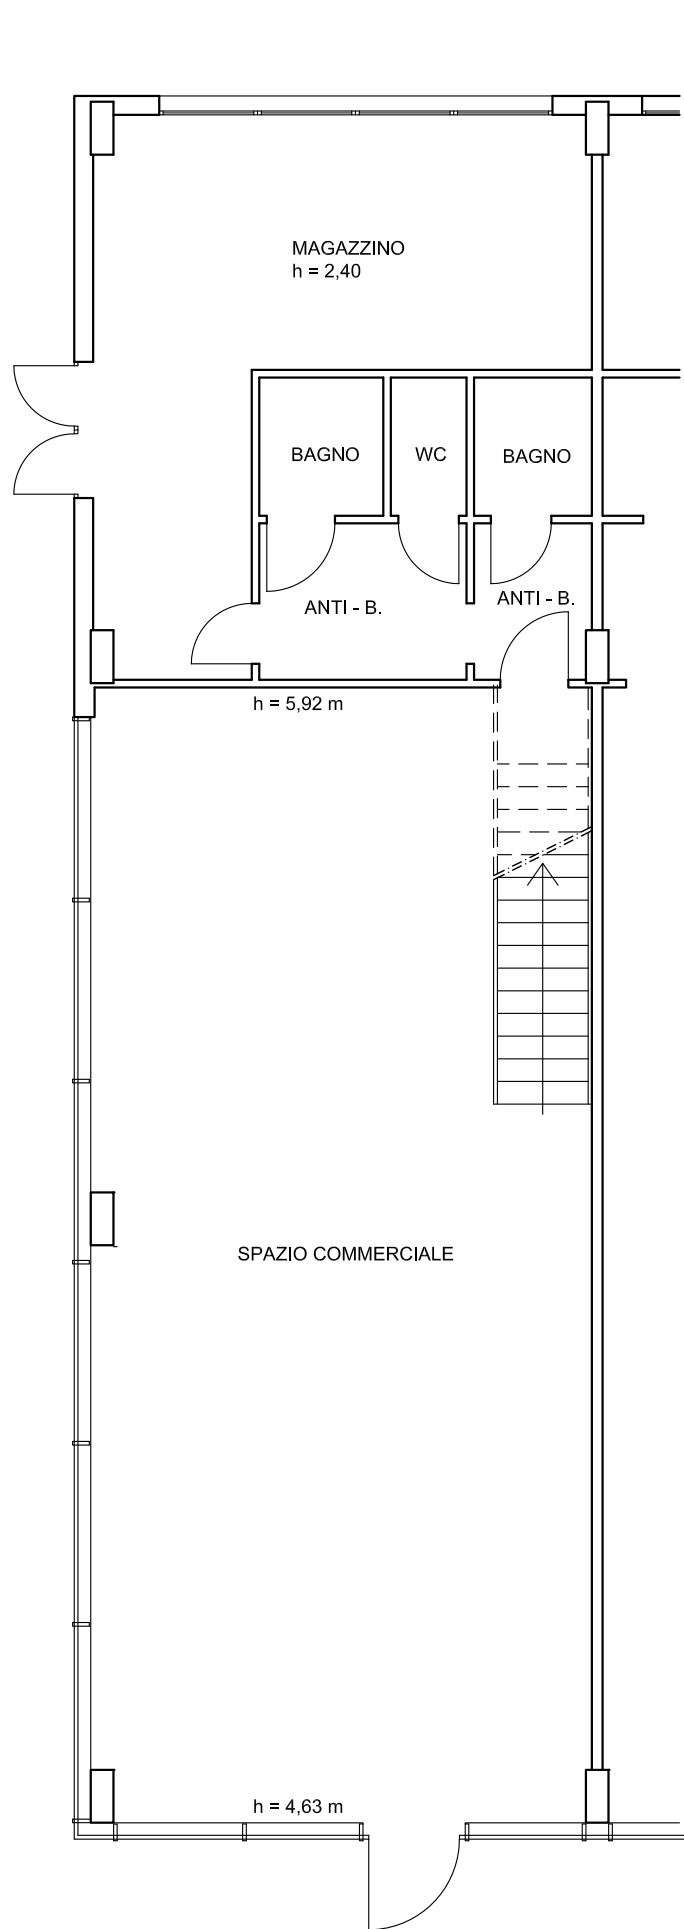 MAGAZZINO
h = 2,40
BAGNO
WC
BAGNO
ANTI - B.
ANTI - B.
h = 5,92 m
SPAZIO COMMERCIALE
h = 4,63 m